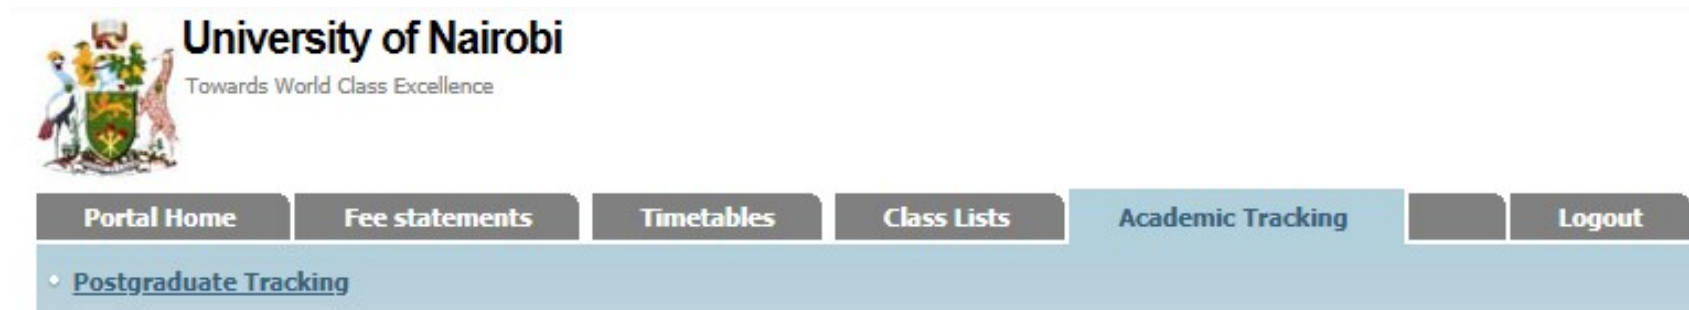 University of Nairobi
Towards World Class Excellence
Portal Home Fee statements Timetables Class Lists Academic Tracking Logout
Postgraduate Tracking